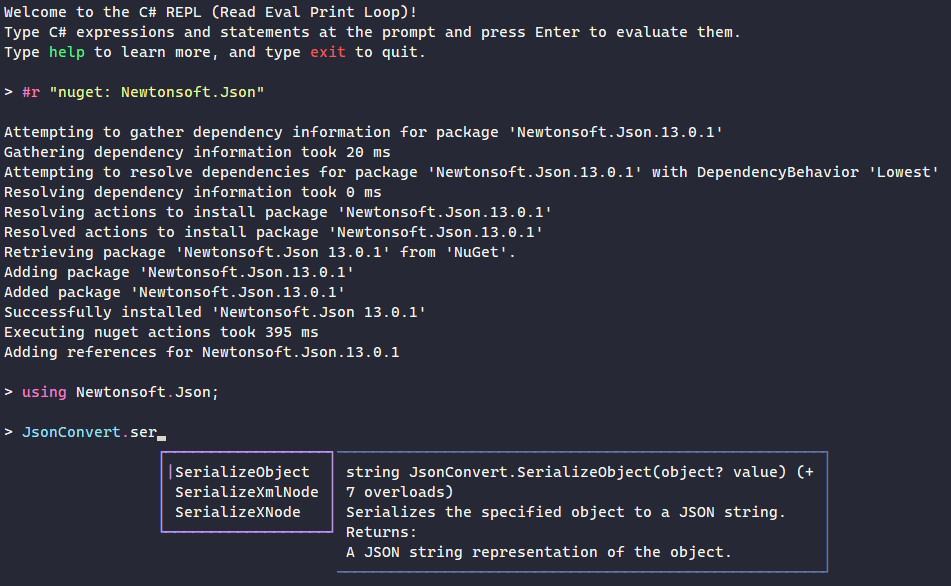 Welcome to the C# REPL (Read Eval Print Loop)!
Type C# expressions and statements at the prompt and press Enter to evaluate them.
Type help to learn more, and type exit to quit.
> #r "nuget: Newtonsoft.Json"
Attempting to gather dependency information for package 'Newtonsoft.Json.13.0.1'
Gathering dependency information took 20 ms
Attempting to resolve dependencies for package 'Newtonsoft.Json.13.0.1' with DependencyBehavior 'Lowest'
Resolving dependency information took 0 ms
Resolving actions to install package 'Newtonsoft.Json.13.0.1'
Resolved actions to install package 'Newtonsoft.Json.13.0.1'
Retrieving package 'Newtonsoft.Json 13.0.1' from 'NuGet'.
Adding package 'Newtonsoft.Json.13.0.1'
Added package 'Newtonsoft.Json.13.0.1'
Successfully installed 'Newtonsoft.Json 13.0.1'
Executing nuget actions took 395 ms
Adding references for Newtonsoft.Json.13.0.1
> using Newtonsoft.Json;
> JsonConvert.ser
SerializeObject
SerializeXmlNode
SerializeXNode
string JsonConvert.SerializeObject(object? value) (+
7 overloads)
Serializes the specified object to a JSON string.
Returns:
A JSON string representation of the object.